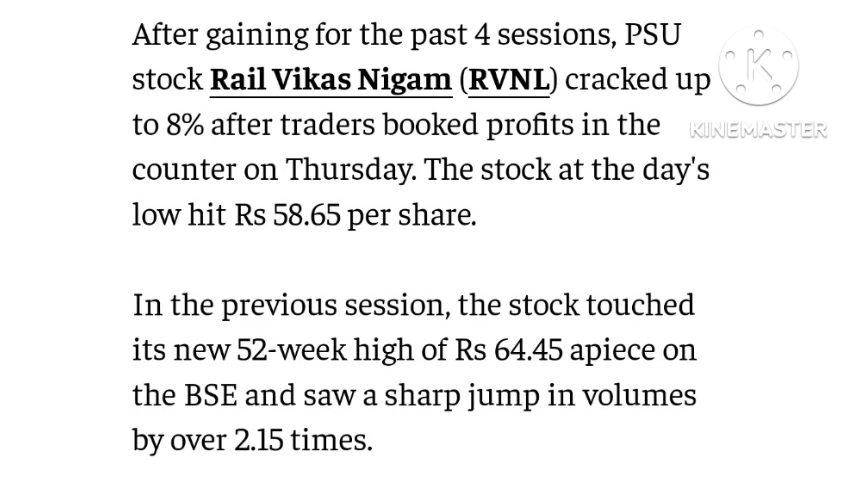 After gaining for the past 4 sessions, PSU
stock Rail Vikas Nigam (RVNL) cracked up
to 8% after traders booked profits in the
counter on Thursday. The stock at the day's
low hit Rs 58.65 per share.
In the previous session, the stock touched
its new 52-week high of Rs 64.45 apiece on
the BSE and saw a sharp jump in volumes
by over 2.15 times.
K
KINEMASTER